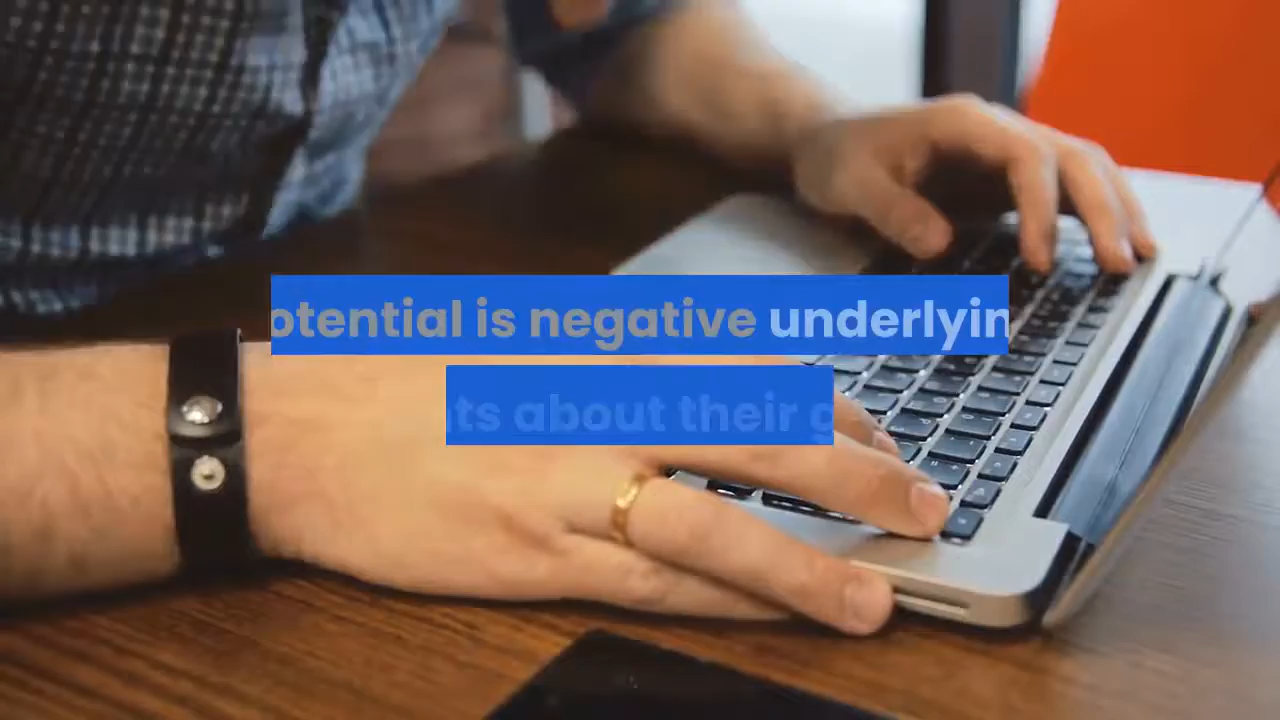 otential is negative underlyin
ts about their g